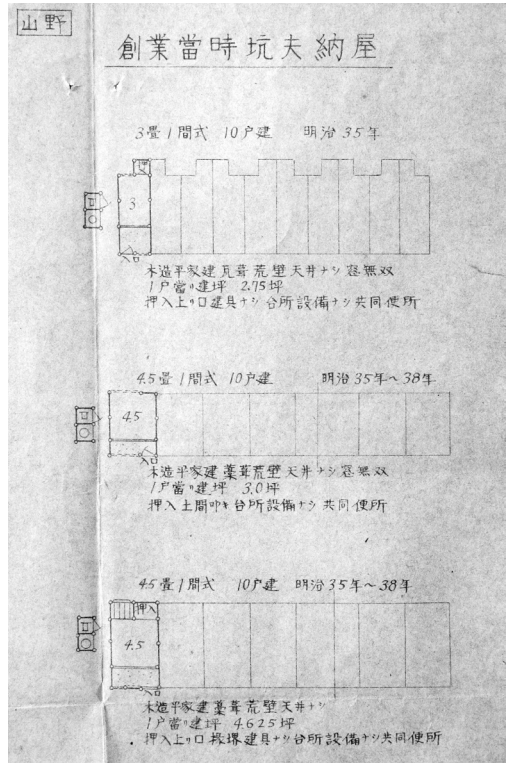 山野
創業當時坑夫納屋
3畳1間式 10戸建 明治35年
押入
3
入口
木造平家建瓦葺荒壁天井ナシ窓無双
1戸當リ建坪 2.75坪
押入上リ口建具ナシ台所設備ナシ共同便所
4.5畳1間式 10戸建 明治35年~38年
4.5
入口
木造平家建藁葺荒壁天井ナシ窓無双
1戸當リ建坪 3.0坪
押入土間叩キ台所設備ナシ共同便所
4.5畳1間式 10戸建 明治35年~38年
押入
4.5
入口
木造平家建藁葺荒壁天井ナシ
1戸當リ建坪 4.625坪
押入上リ口 建具ナシ台所設備ナシ共同便所